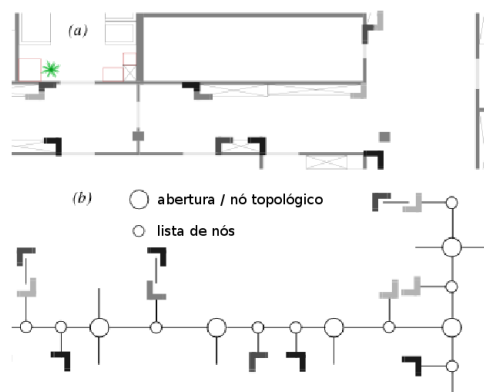 (a)
(b)
abertura / nó topológico
lista de nós